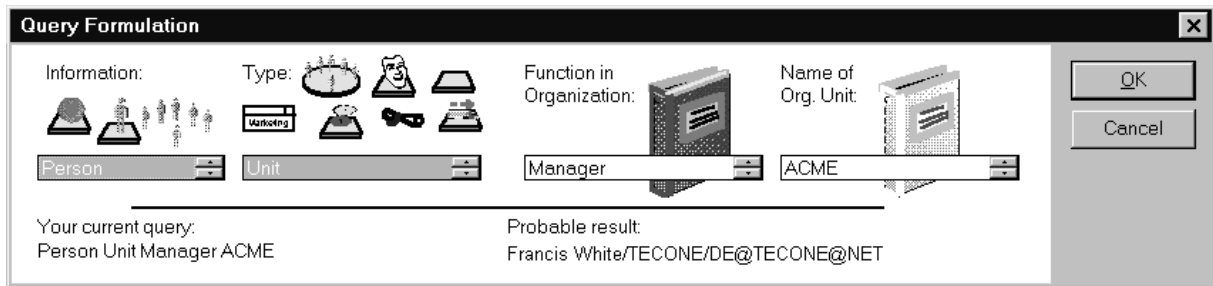 Query Formulation
Information:
Type:
Function in
Organization:
Name of
Org. Unit:
OK
Cancel
Marketing
Person
Unit
Manager
ACME
Your current query:
Person Unit Manager ACME
Probable result:
Francis White/TECONE/DE@TECONE@NET